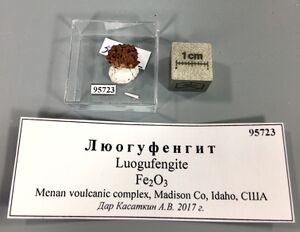 95723
1cm
95723
Люогуфенгит
Luogufengite
Fe₂O₃
Menan voulcanic complex, Madison Co, Idaho, США
Дар Касаткин А.В. 2017 г.